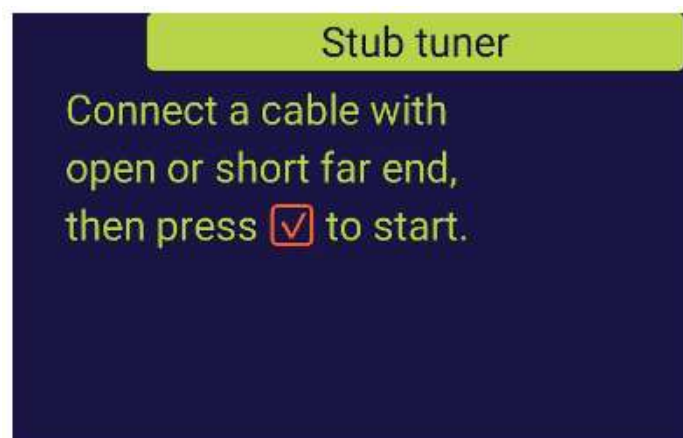 Stub tuner
Connect a cable with
open or short far end,
then press ☑ to start.